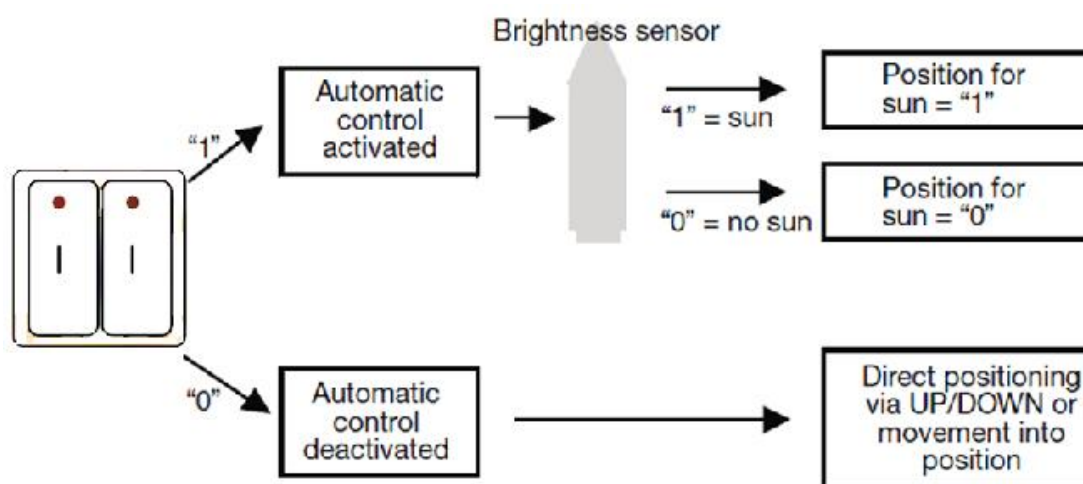 Brightness sensor
“1”
Automatic
control
activated
“1” = sun
Position for
sun = “1”
“0” = no sun
Position for
sun = “0”
“0”
Automatic
control
deactivated
Direct positioning
via UP/DOWN or
movement into
position